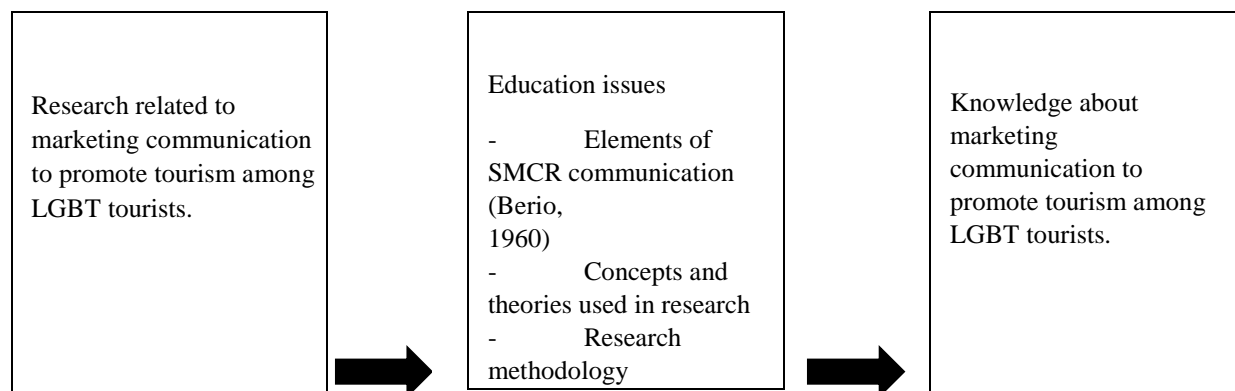 Research related to
marketing communication
to promote tourism among
LGBT tourists.
Education issues
- Elements of
SMCR communication
(Berio,
1960)
- Concepts and
theories used in research
- Research
methodology
Knowledge about
marketing
communication to
promote tourism among
LGBT tourists.